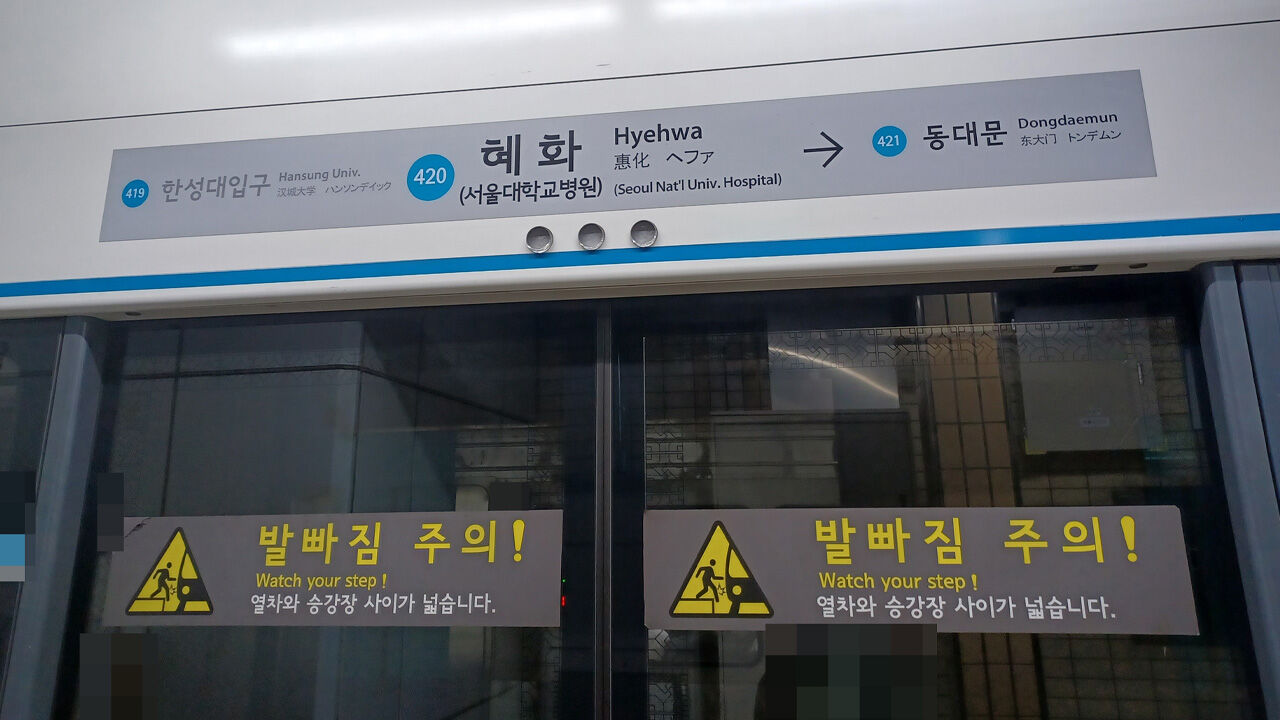 419 한성대입구 Hansung Univ.
汉城大学 ハンソンデイック
420 혜화 Hyehwa
惠化 ヘファ
(서울대학교병원) (Seoul Nat'l Univ. Hospital)
→ 421 동대문 Dongdaemun
东大门 トンデムン
발빠짐 주의!
Watch your step!
열차와 승강장 사이가 넓습니다.
발빠짐 주의!
Watch your step!
열차와 승강장 사이가 넓습니다.